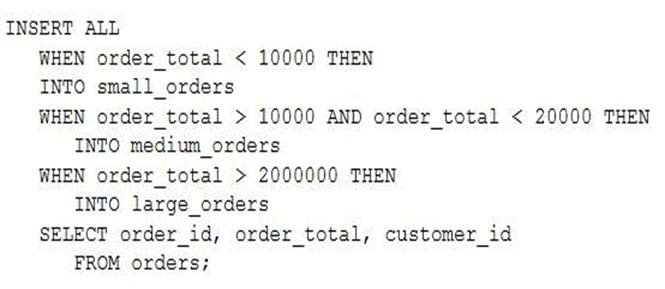 INSERT ALL
WHEN order_total < 10000 THEN
INTO small_orders
WHEN order_total > 10000 AND order_total < 20000 THEN
INTO medium_orders
WHEN order_total > 2000000 THEN
INTO large_orders
SELECT order_id, order_total, customer_id
FROM orders;